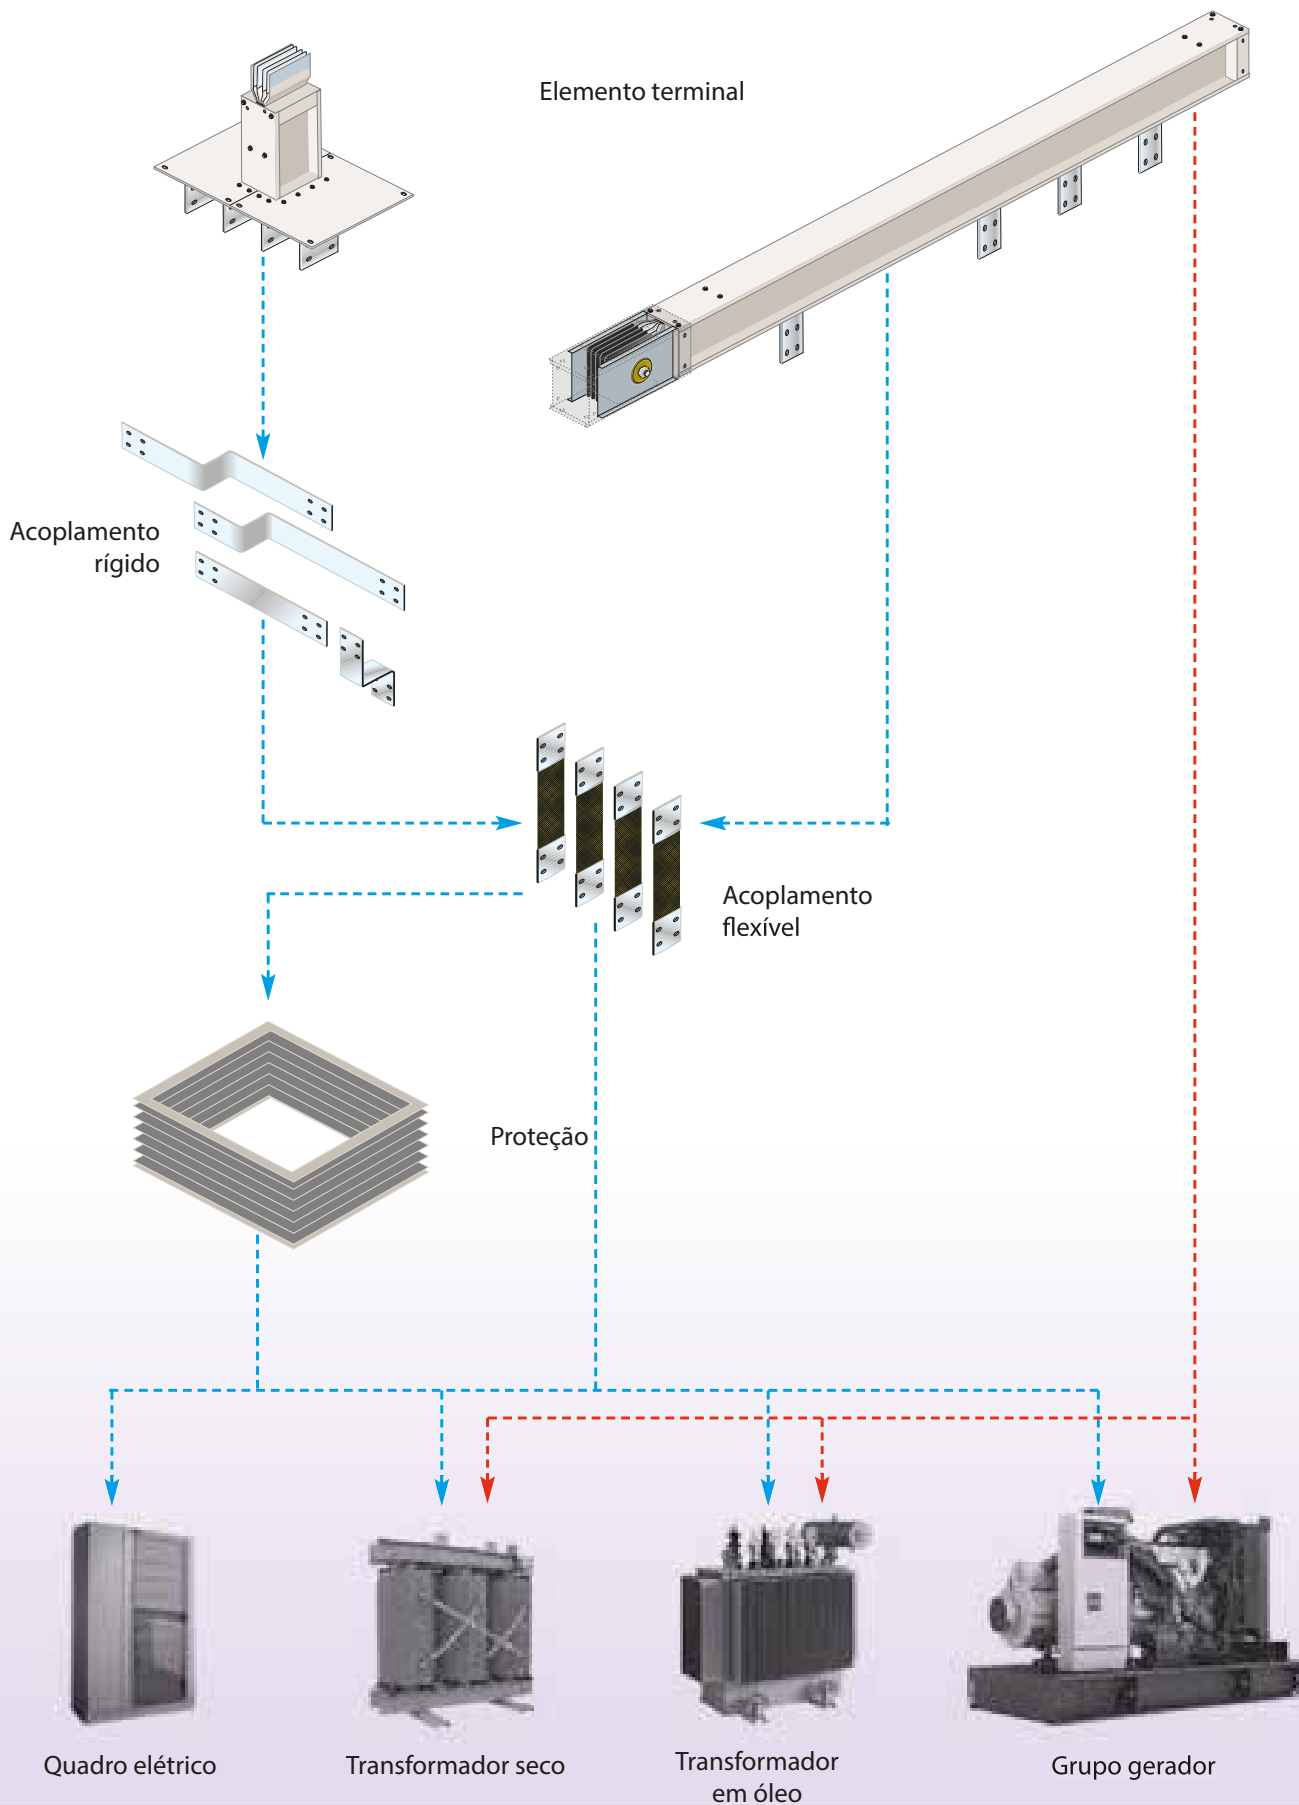 Elemento terminal
Acoplamento
rígido
Acoplamento
flexível
Proteção
Quadro elétrico
Transformador seco
Transformador
em óleo
Grupo gerador